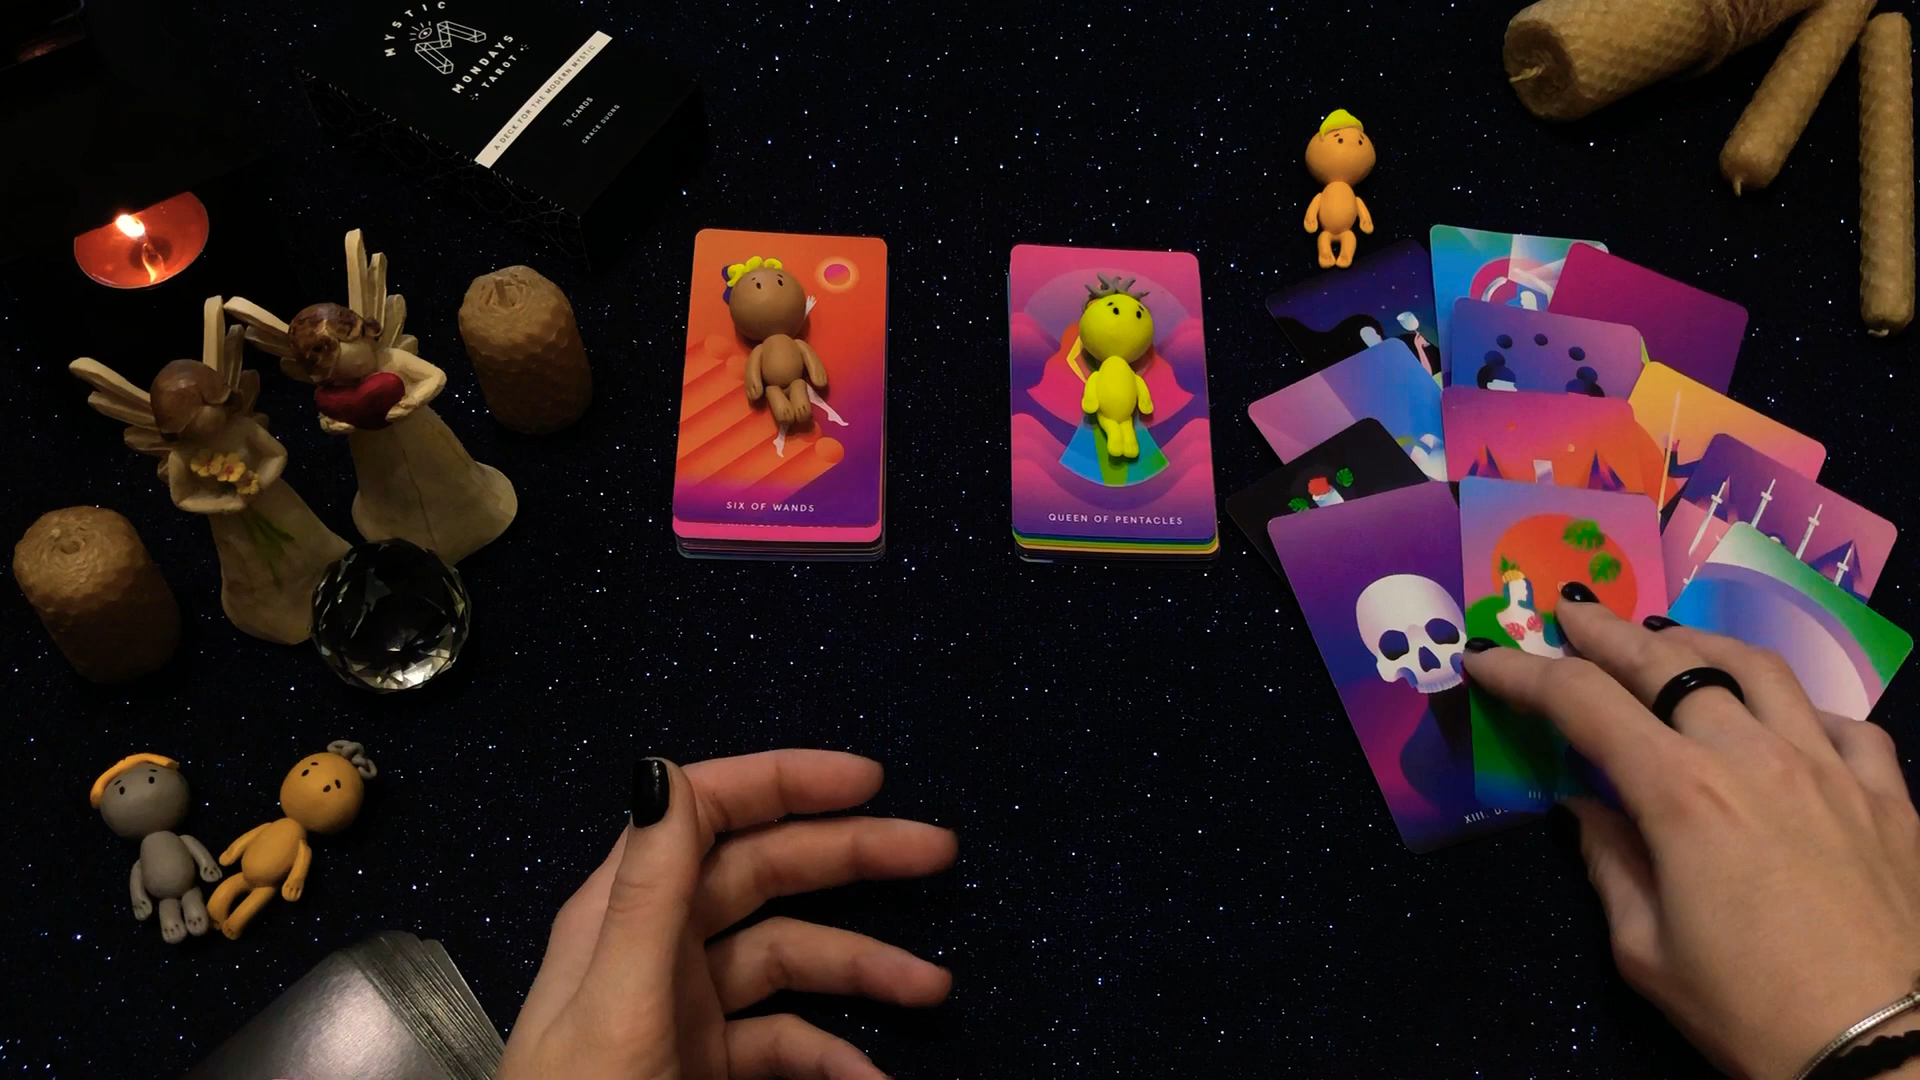 MYSTIC
MONDAYS
TAROT
A DECK FOR THE MODERN MYSTIC
78 CARDS
GRACE DUONG
SIX OF WANDS
QUEEN OF PENTACLES
XIII.
III.